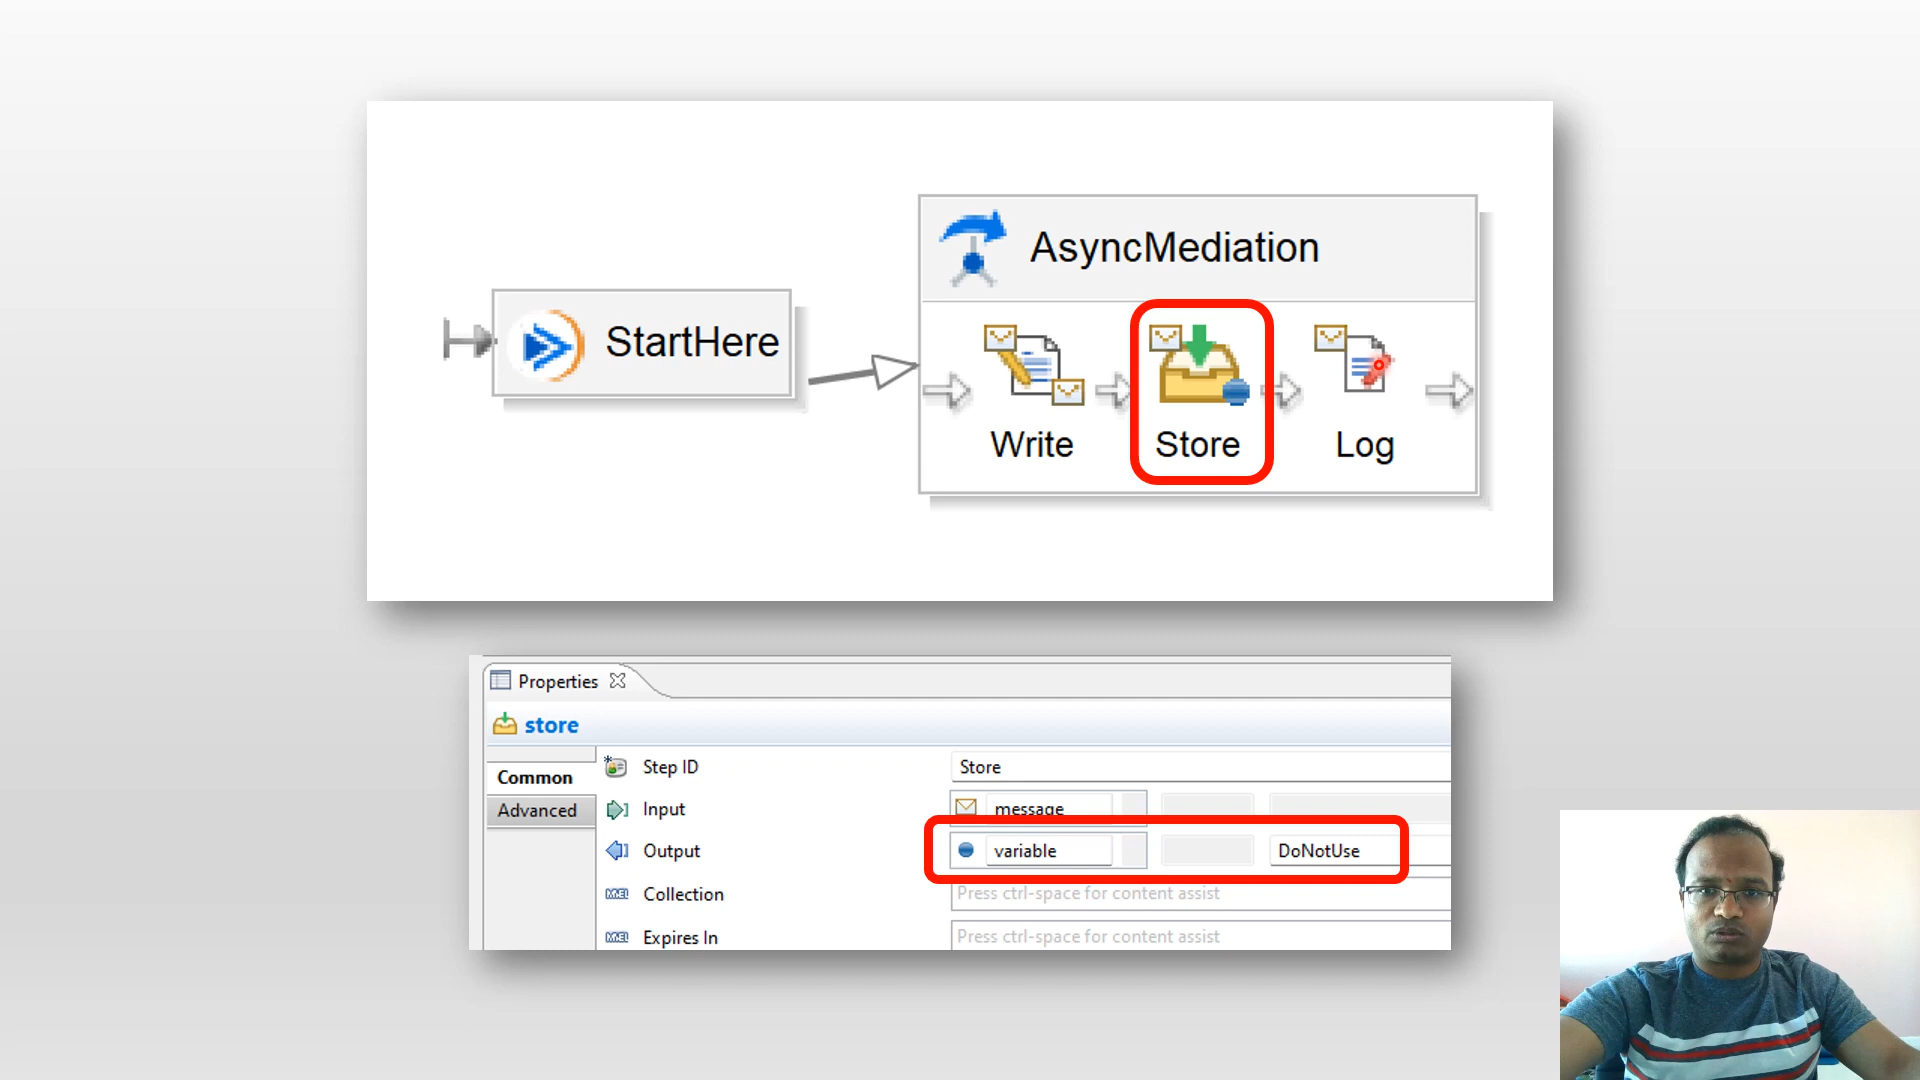 AsyncMediation
StartHere
Write
Store
Log
Properties
store
Common
Advanced
Step ID
Store
Input
message
Output
variable
DoNotUse
Collection
Press ctrl-space for content assist
Expires In
Press ctrl-space for content assist